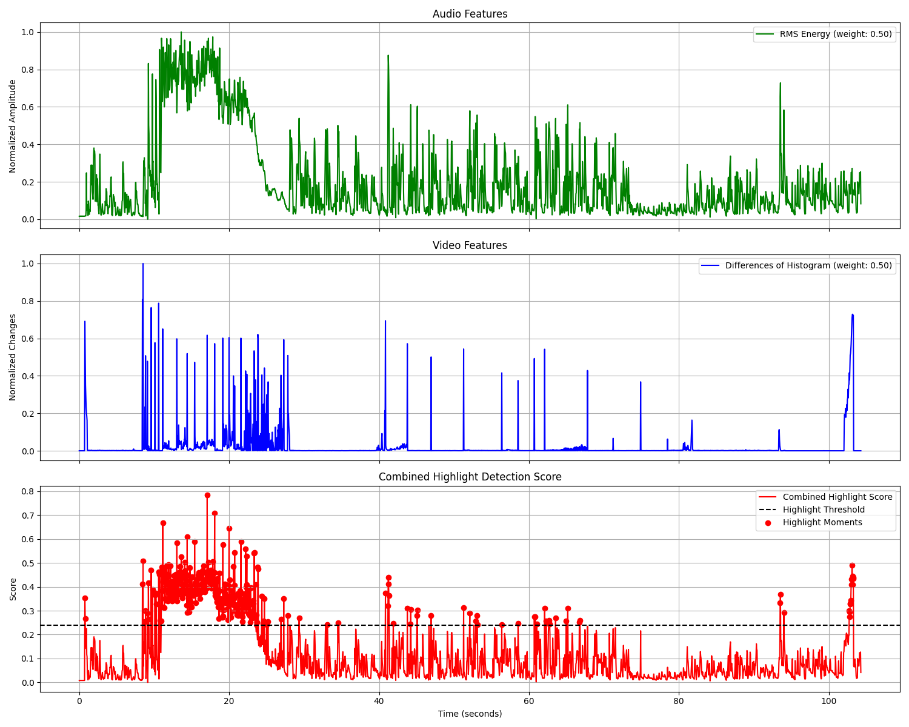 Audio Features
1.0
0.8
0.6
0.4
0.2
0.0
Normalized Amplitude
RMS Energy (weight: 0.50)
Video Features
1.0
0.8
0.6
0.4
0.2
0.0
Normalized Changes
Differences of Histogram (weight: 0.50)
Combined Highlight Detection Score
0.8
0.7
0.6
0.5
0.4
0.3
0.2
0.1
0.0
Score
Combined Highlight Score
Highlight Threshold
Highlight Moments
0 20 40 60 80 100
Time (seconds)